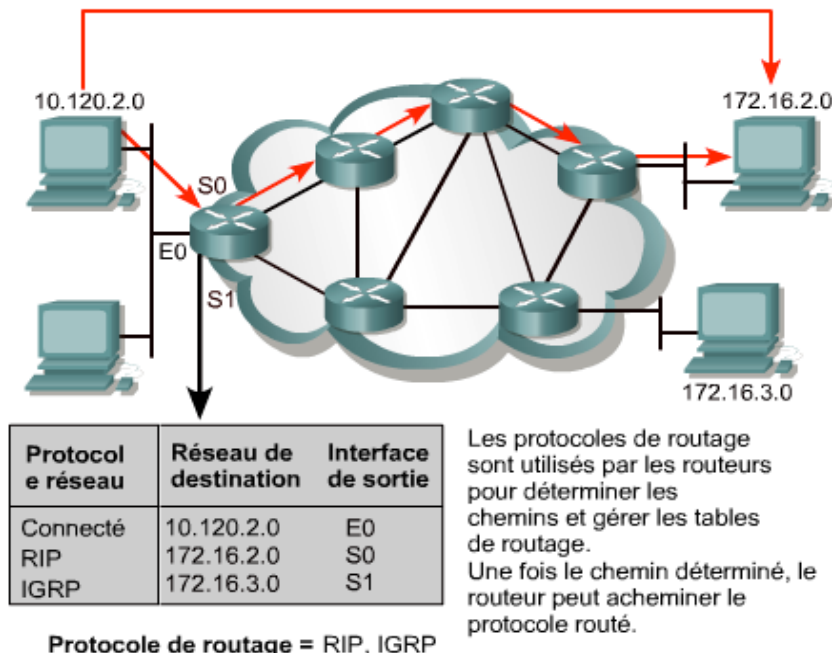 10.120.2.0
172.16.2.0
S0
E0
S1
172.16.3.0
Protocol
e réseau
Réseau de
destination
Interface
de sortie
Connecté 10.120.2.0 E0
RIP 172.16.2.0 S0
IGRP 172.16.3.0 S1
Les protocoles de routage
sont utilisés par les routeurs
pour déterminer les
chemins et gérer les tables
de routage.
Une fois le chemin déterminé, le
routeur peut acheminer le
protocole routé.
Protocole de routage = RIP, IGRP